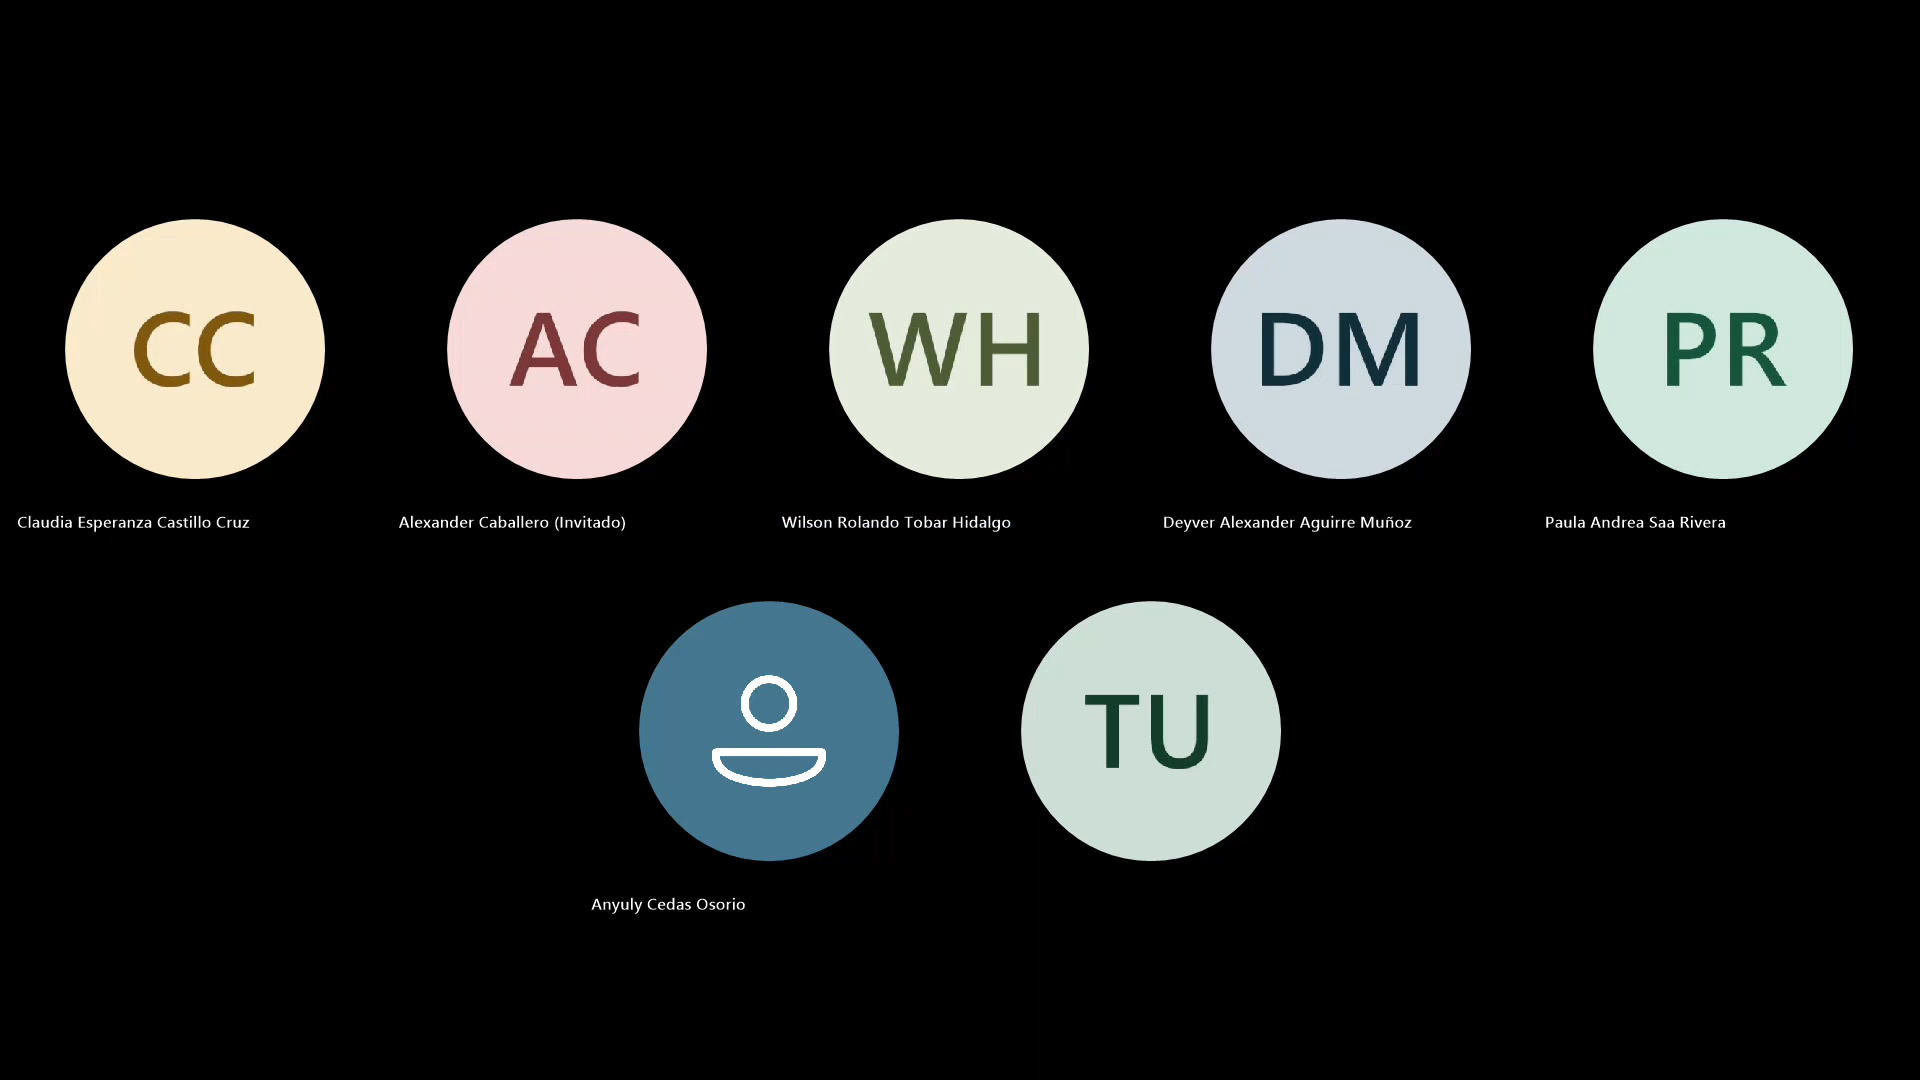 CC
AC
WH
DM
PR
Claudia Esperanza Castillo Cruz
Alexander Caballero (Invitado)
Wilson Rolando Tobar Hidalgo
Deyver Alexander Aguirre Muñoz
Paula Andrea Saa Rivera
TU
Anyuly Cedas Osorio